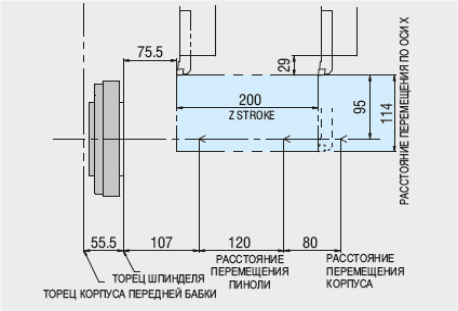 75.5
29
200
Z STROKE
95
114
РАССТОЯНИЕ ПЕРЕМЕЩЕНИЯ ПО ОСИ X
55.5
107
120
80
РАССТОЯНИЕ
ПЕРЕМЕЩЕНИЯ
ПИНОЛИ
РАССТОЯНИЕ
ПЕРЕМЕЩЕНИЯ
КОРПУСА
ТОРЕЦ ШПИНДЕЛЯ
ТОРЕЦ КОРПУСА ПЕРЕДНЕЙ БАБКИ